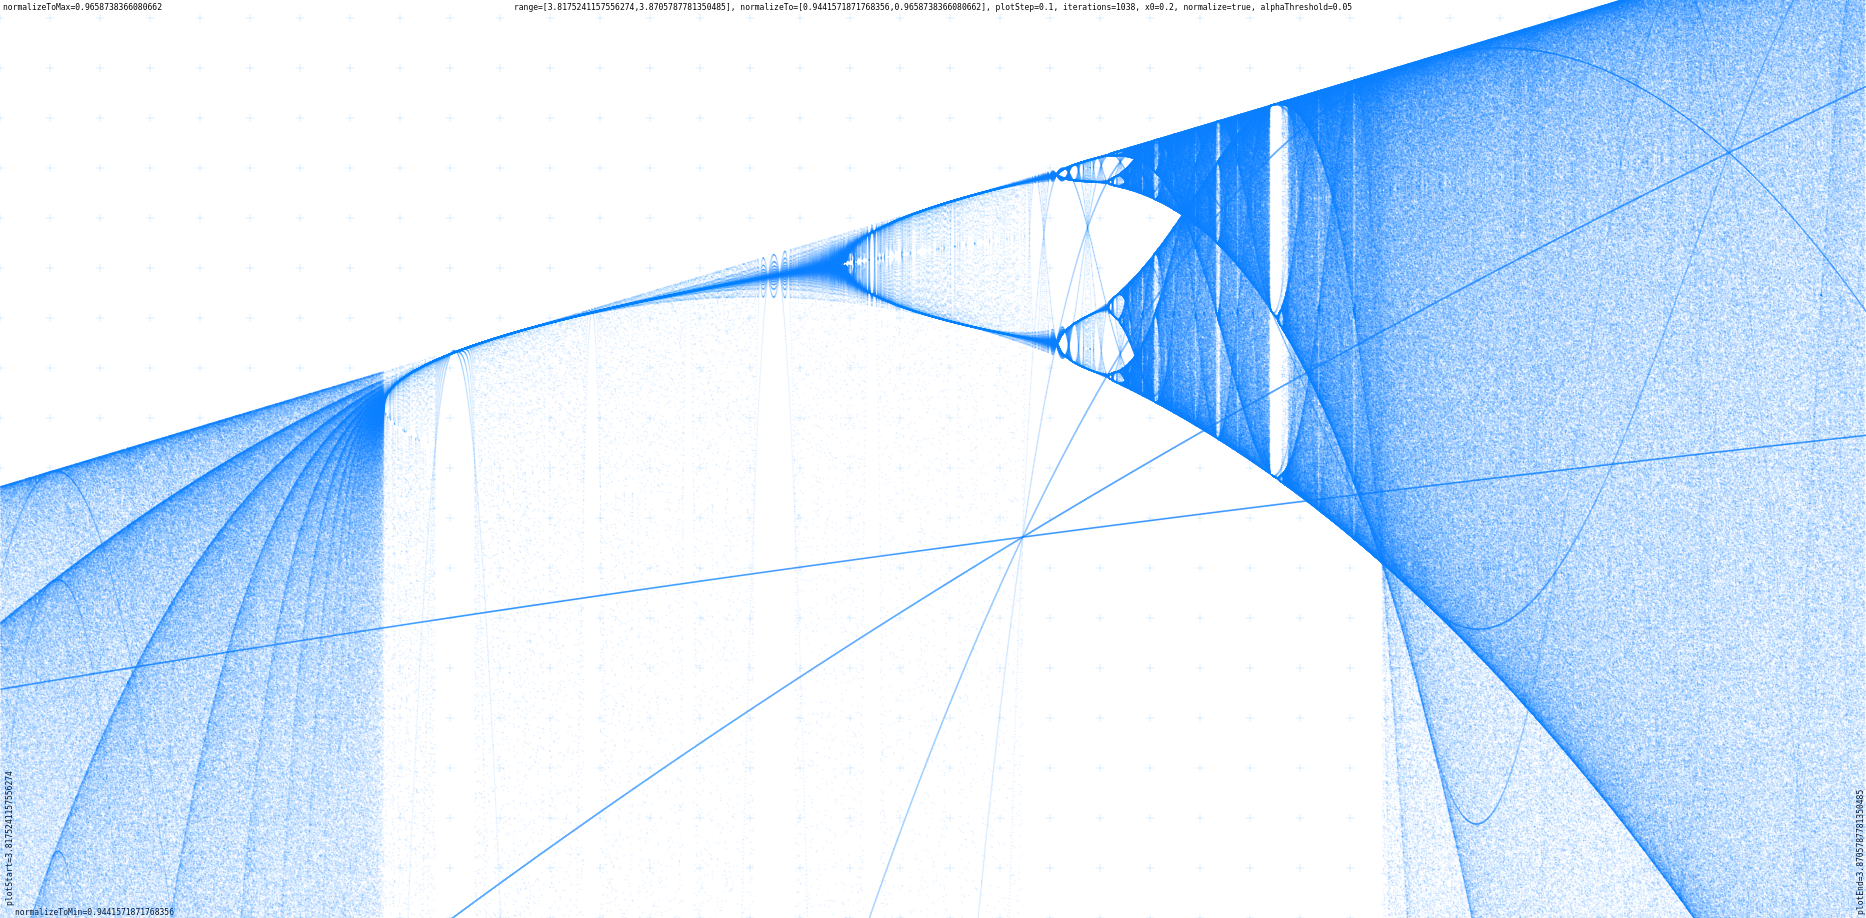 normalizeToMax=0.9658738366080662
range=[3.8175241157556274,3.8705787781350485], normalizeTo=[0.9441571871768356,0.9658738366080662], plotStep=0.1, iterations=1038, x0=0.2, normalize=true, alphaThreshold=0.05
plotStart=3.8175241157556274
plotEnd=3.8705787781350485
normalizeToMin=0.9441571871768356